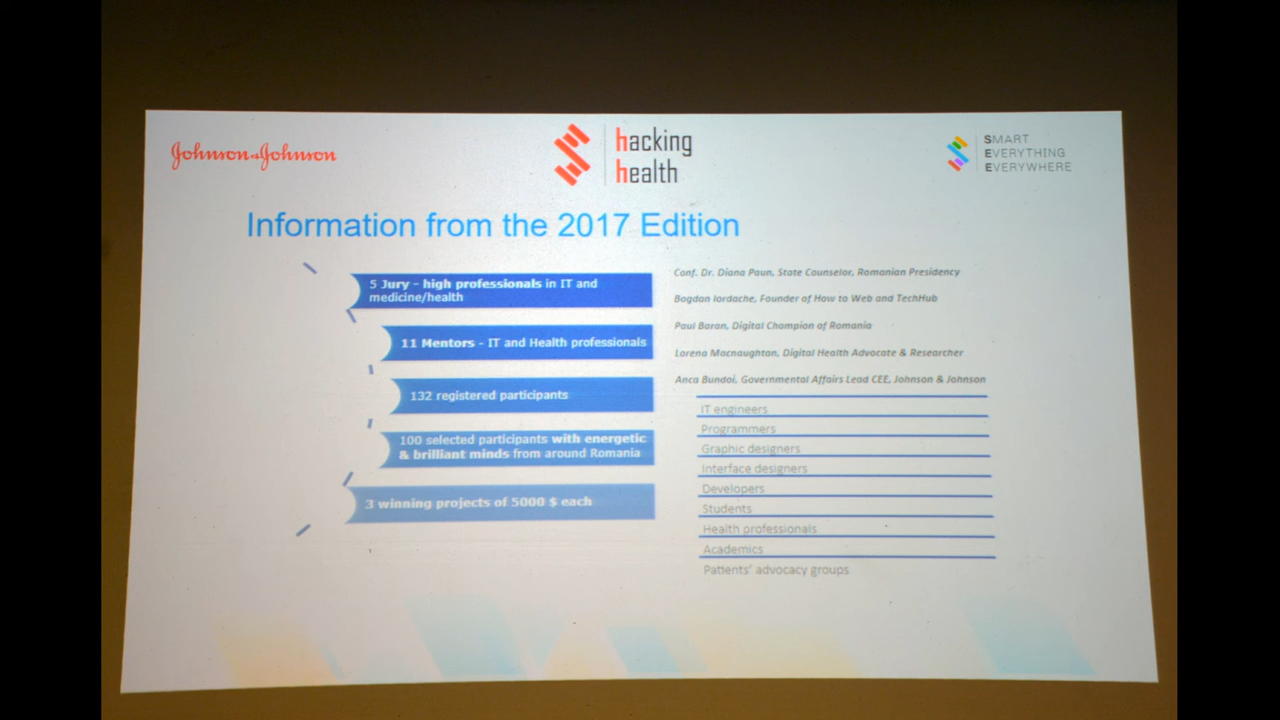 Johnson & Johnson
hacking
health
SMART
EVERYTHING
EVERYWHERE
Information from the 2017 Edition
5 Jury – high professionals in IT and
medicine/health
11 Mentors – IT and Health professionals
132 registered participants
100 selected participants with energetic
& brilliant minds from around Romania
3 winning projects of 5000 $ each
Conf. Dr. Diana Paun, State Counselor, Romanian Presidency
Bogdan Iordache, Founder of How to Web and TechHub
Paul Baran, Digital Champion of Romania
Lorena Macnaughtan, Digital Health Advocate & Researcher
Anca Bundoi, Governmental Affairs Lead CEE, Johnson & Johnson
IT engineers
Programmers
Graphic designers
Interface designers
Developers
Students
Health professionals
Academics
Patients' advocacy groups